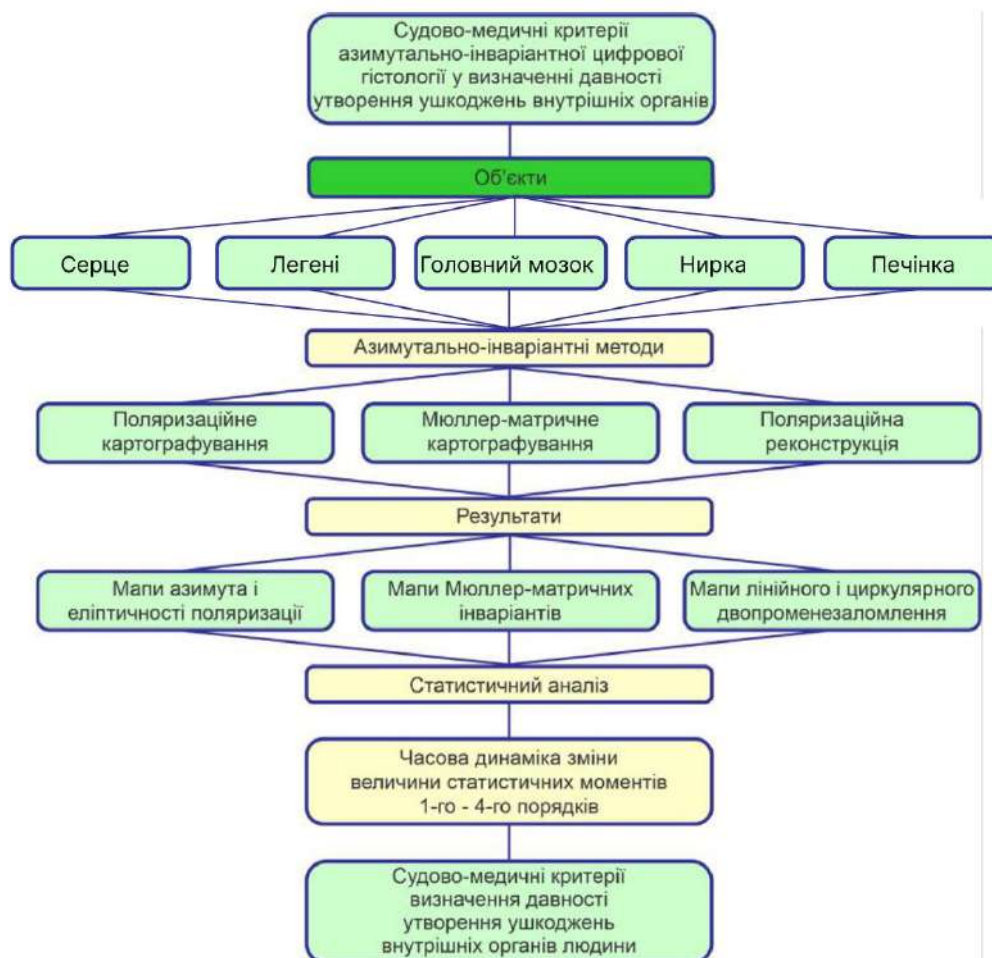 Судово-медичні критерії
азимутально-інваріантної цифрової
гістології у визначенні давності
утворення ушкоджень внутрішніх органів
Об'єкти
Серце
Легені
Головний мозок
Нирка
Печінка
Азимутально-інваріантні методи
Поляризаційне
картографування
Мюллер-матричне
картографування
Поляризаційна
реконструкція
Результати
Мапи азимута і
еліптичності поляризації
Мапи Мюллер-матричних
інваріантів
Мапи лінійного і циркулярного
двопроменезаломлення
Статистичний аналіз
Часова динаміка зміни
величини статистичних моментів
1-го - 4-го порядків
Судово-медичні критерії
визначення давності
утворення ушкоджень
внутрішніх органів людини